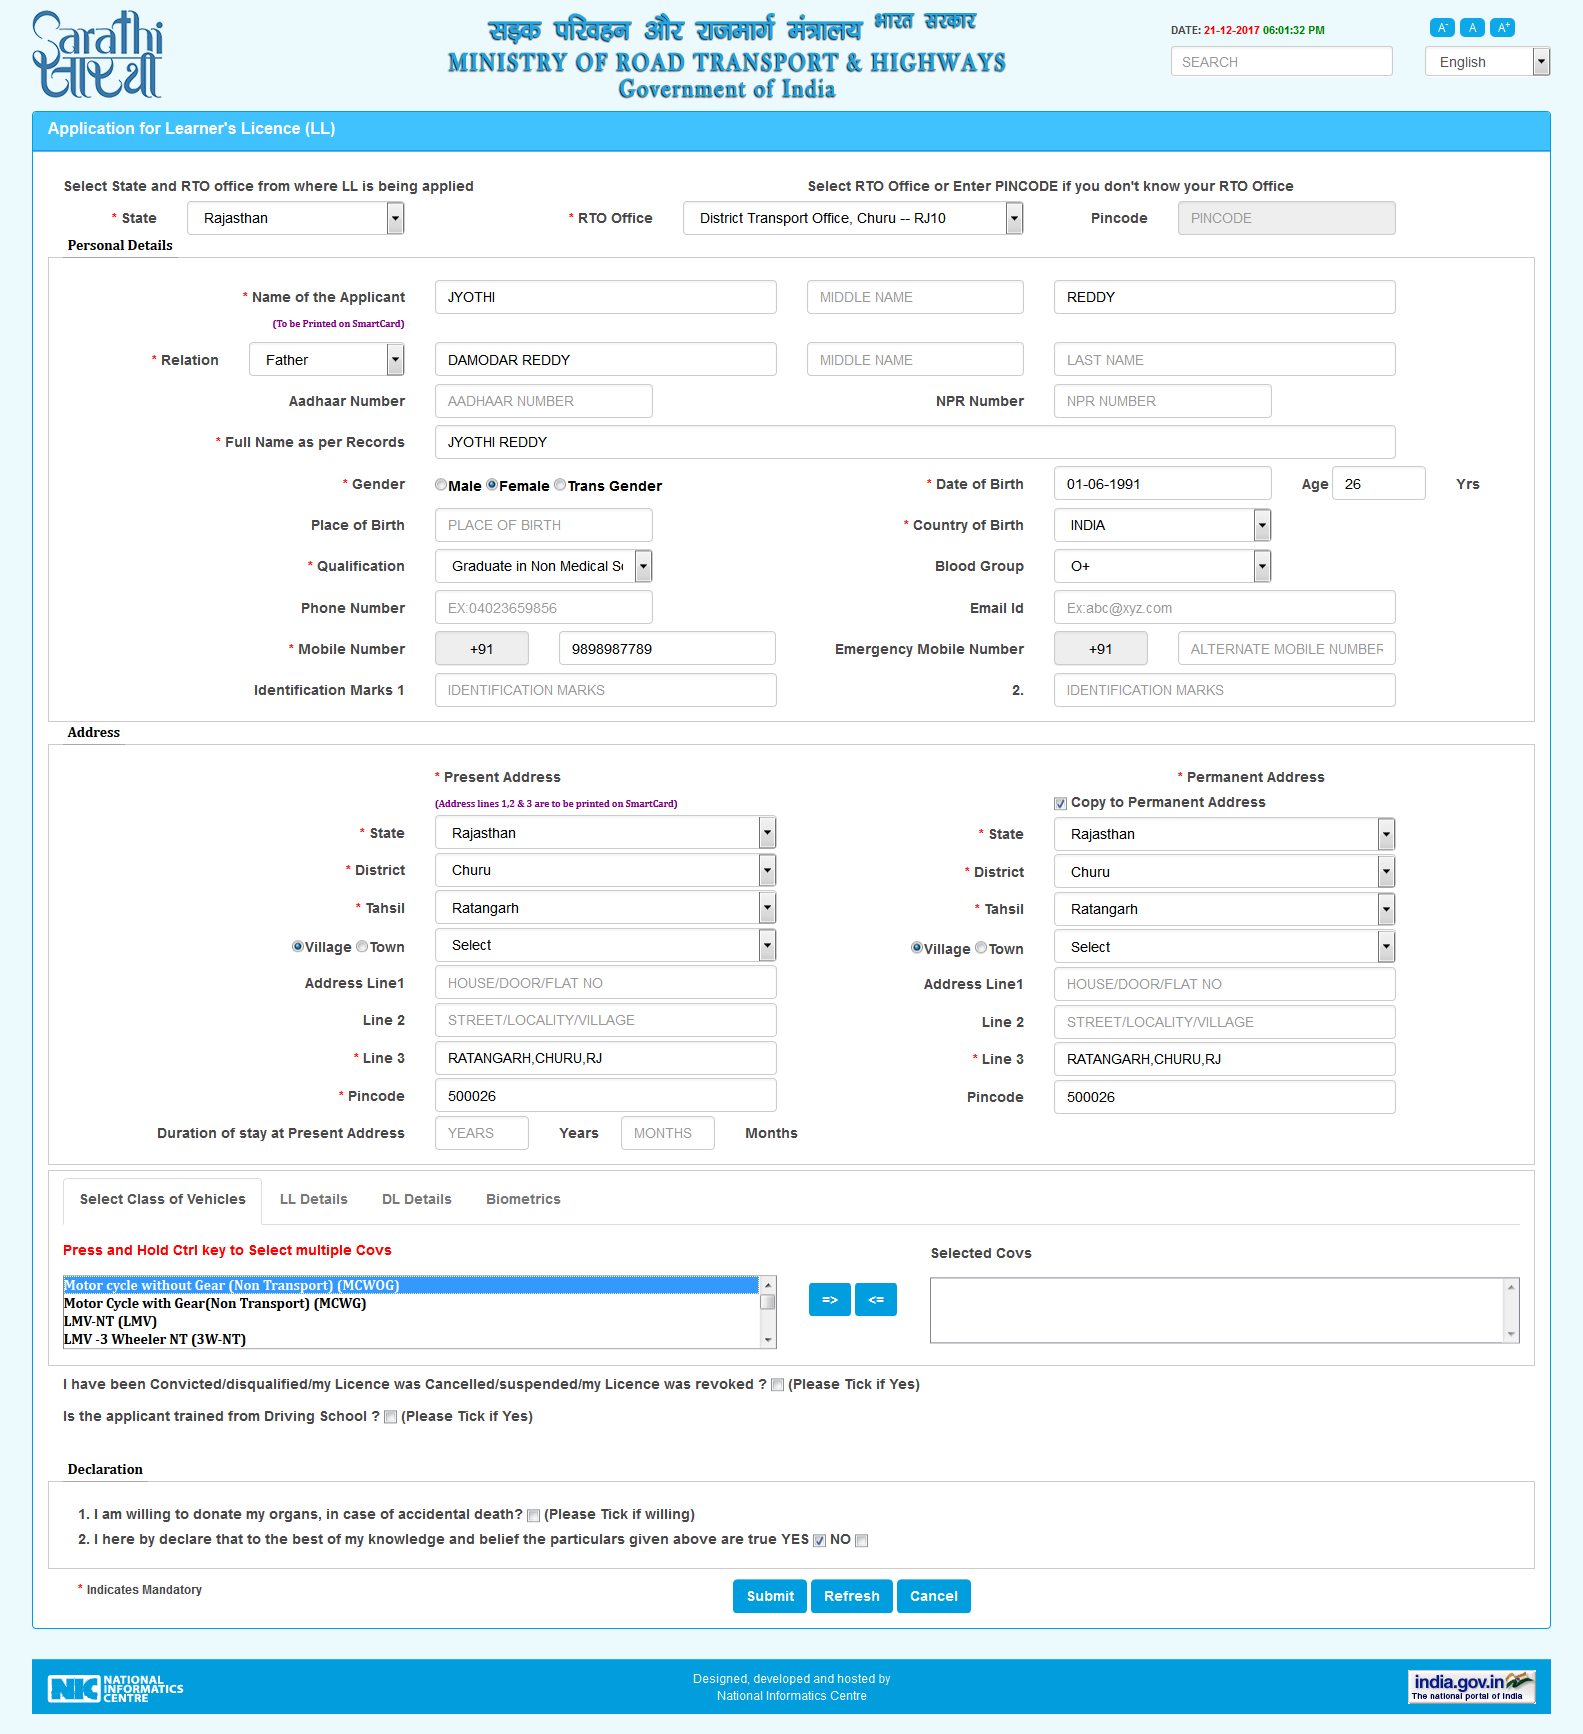 Sarathi
सारथी
सड़क परिवहन और राजमार्ग मंत्रालय भारत सरकार
MINISTRY OF ROAD TRANSPORT & HIGHWAYS
Government of India
DATE: 21-12-2017 06:01:32 PM
A- A A+
SEARCH English
Application for Learner's Licence (LL)
Select State and RTO office from where LL is being applied Select RTO Office or Enter PINCODE if you don't know your RTO Office
* State Rajasthan * RTO Office District Transport Office, Churu -- RJ10 Pincode PINCODE
Personal Details
* Name of the Applicant JYOTHI MIDDLE NAME REDDY
(To be Printed on SmartCard)
* Relation Father DAMODAR REDDY MIDDLE NAME LAST NAME
Aadhaar Number AADHAAR NUMBER NPR Number NPR NUMBER
* Full Name as per Records JYOTHI REDDY
* Gender Male Female Trans Gender * Date of Birth 01-06-1991 Age 26 Yrs
Place of Birth PLACE OF BIRTH * Country of Birth INDIA
* Qualification Graduate in Non Medical Sc Blood Group O+
Phone Number EX:04023659856 Email Id Ex:abc@xyz.com
* Mobile Number +91 9898987789 Emergency Mobile Number +91 ALTERNATE MOBILE NUMBER
Identification Marks 1 IDENTIFICATION MARKS 2. IDENTIFICATION MARKS
Address
* Present Address * Permanent Address
(Address lines 1,2 & 3 are to be printed on SmartCard) Copy to Permanent Address
* State Rajasthan * State Rajasthan
* District Churu * District Churu
* Tahsil Ratangarh * Tahsil Ratangarh
Village Town Select Village Town Select
Address Line1 HOUSE/DOOR/FLAT NO Address Line1 HOUSE/DOOR/FLAT NO
Line 2 STREET/LOCALITY/VILLAGE Line 2 STREET/LOCALITY/VILLAGE
* Line 3 RATANGARH,CHURU,RJ * Line 3 RATANGARH,CHURU,RJ
* Pincode 500026 Pincode 500026
Duration of stay at Present Address YEARS Years MONTHS Months
Select Class of Vehicles LL Details DL Details Biometrics
Press and Hold Ctrl key to Select multiple Covs Selected Covs
Motor cycle without Gear (Non Transport) (MCWOG)
Motor Cycle with Gear(Non Transport) (MCWG)
LMV-NT (LMV)
LMV -3 Wheeler NT (3W-NT)
=> <=
I have been Convicted/disqualified/my Licence was Cancelled/suspended/my Licence was revoked ? (Please Tick if Yes)
Is the applicant trained from Driving School ? (Please Tick if Yes)
Declaration
1. I am willing to donate my organs, in case of accidental death? (Please Tick if willing)
2. I here by declare that to the best of my knowledge and belief the particulars given above are true YES NO
* Indicates Mandatory Submit Refresh Cancel
NIC NATIONAL INFORMATICS CENTRE
Designed, developed and hosted by
National Informatics Centre
india.gov.in
The national portal of India